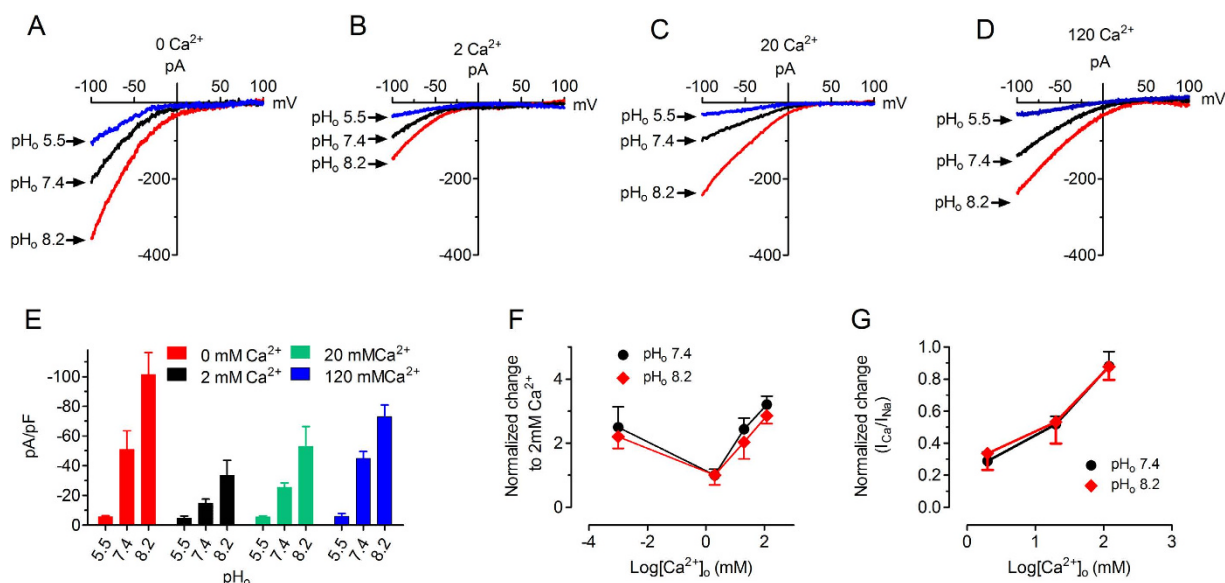 A
0 Ca²⁺
pA
-100 -50 0 50 100
mV
pHₒ 5.5
pHₒ 7.4
-200
pHₒ 8.2
-400
B
2 Ca²⁺
pA
-100 -50 0 50 100
mV
pHₒ 5.5
pHₒ 7.4
pHₒ 8.2
-200
-400
C
20 Ca²⁺
pA
-100 -50 0 50 100
mV
pHₒ 5.5
pHₒ 7.4
-200
pHₒ 8.2
-400
D
120 Ca²⁺
pA
-100 -50 0 50 100
mV
pHₒ 5.5
pHₒ 7.4
-200
pHₒ 8.2
-400
E
0 mM Ca²⁺
2 mM Ca²⁺
20 mMCa²⁺
120 mMCa²⁺
pA/pF
-100
-80
-60
-40
-20
0
5.5 7.4 8.2 5.5 7.4 8.2 5.5 7.4 8.2 5.5 7.4 8.2
pHₒ
F
pHₒ 7.4
pHₒ 8.2
Normalized change
to 2mM Ca²⁺
4
2
0
-4 -2 0 2
Log[Ca²⁺]ₒ (mM)
G
Normalized change
(I_Ca/I_Na)
1.0
0.8
0.6
0.4
0.2
0.0
pHₒ 7.4
pHₒ 8.2
0 1 2 3
Log[Ca²⁺]ₒ (mM)